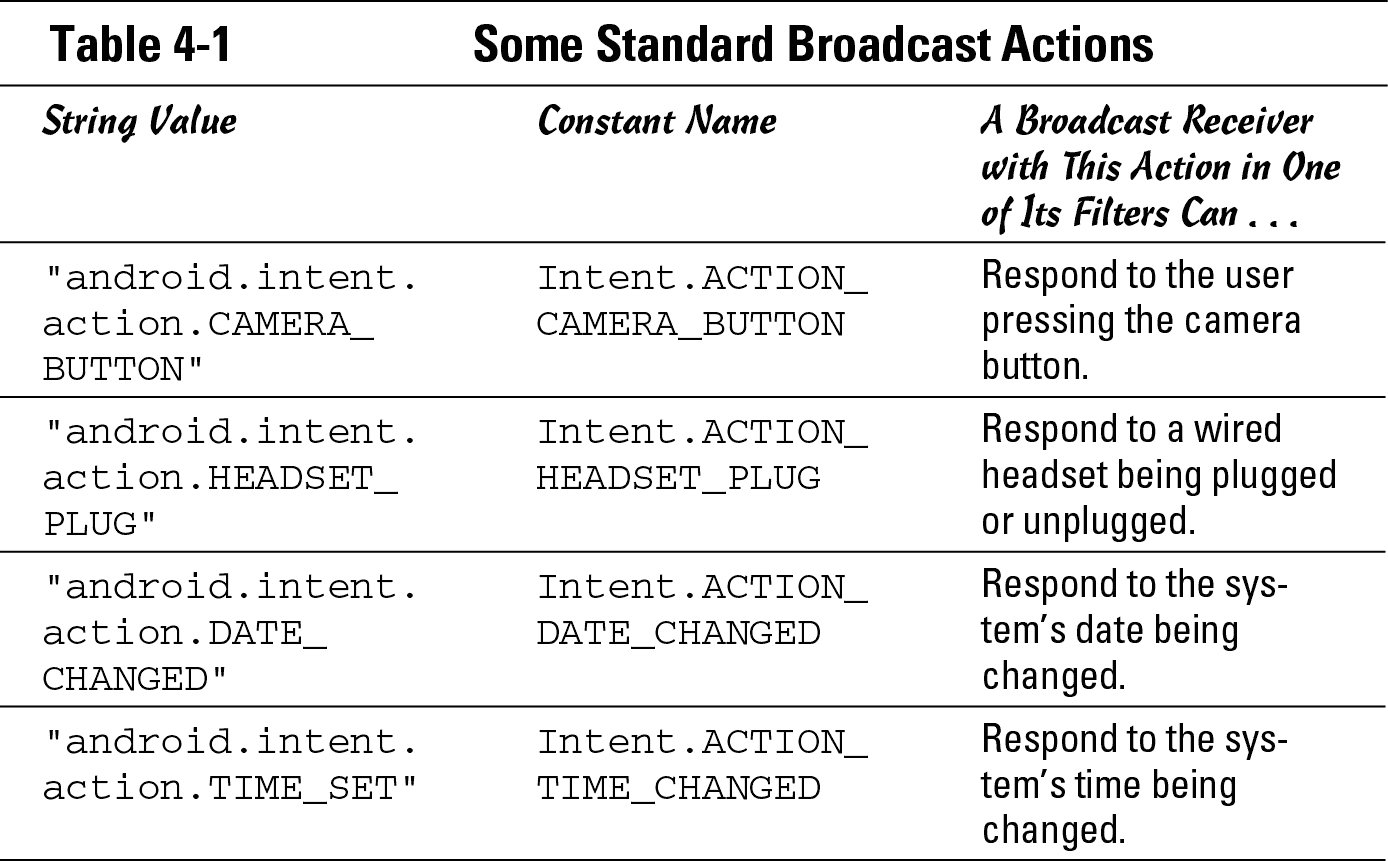 Table 4-1 Some Standard Broadcast Actions
String Value Constant Name A Broadcast Receiver
with This Action in One
of Its Filters Can . . .
"android.intent. Intent.ACTION_ Respond to the user
action.CAMERA_ CAMERA_BUTTON pressing the camera
BUTTON" button.
"android.intent. Intent.ACTION_ Respond to a wired
action.HEADSET_ HEADSET_PLUG headset being plugged
PLUG" or unplugged.
"android.intent. Intent.ACTION_ Respond to the sys-
action.DATE_ DATE_CHANGED tem's date being
CHANGED" changed.
"android.intent. Intent.ACTION_ Respond to the sys-
action.TIME_SET" TIME_CHANGED tem's time being
changed.